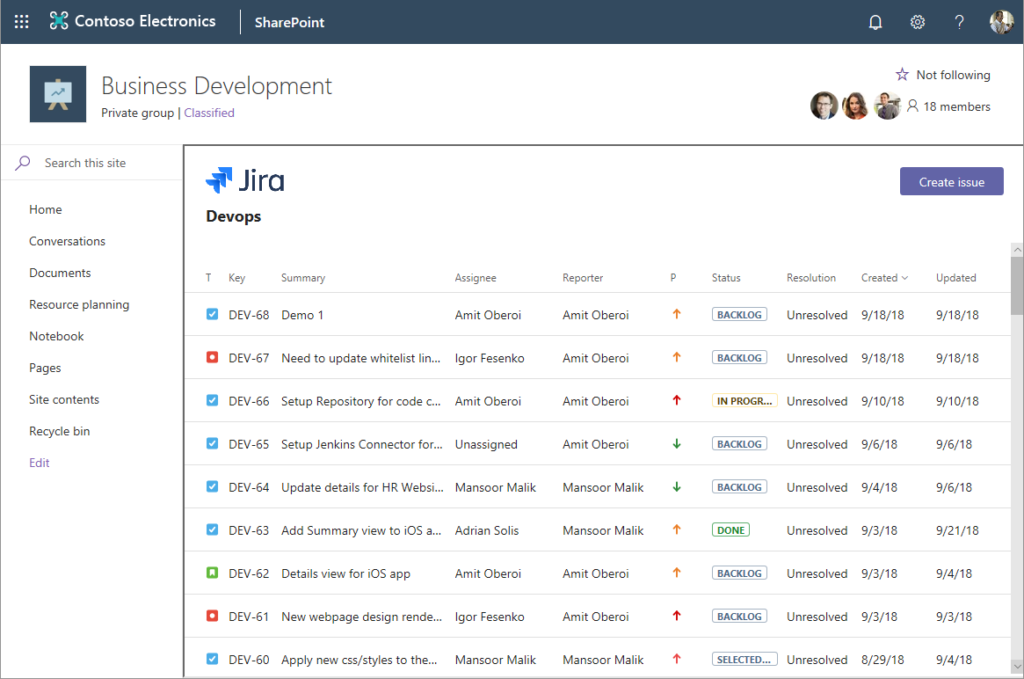 Contoso Electronics SharePoint ?
Business Development
Private group | Classified
Not following
18 members
Search this site
Home
Conversations
Documents
Resource planning
Notebook
Pages
Site contents
Recycle bin
Edit
Jira
Create issue
Devops
T Key Summary Assignee Reporter P Status Resolution Created Updated
DEV-68 Demo 1 Amit Oberoi Amit Oberoi BACKLOG Unresolved 9/18/18 9/18/18
DEV-67 Need to update whitelist lin... Igor Fesenko Amit Oberoi BACKLOG Unresolved 9/18/18 9/18/18
DEV-66 Setup Repository for code c... Amit Oberoi Amit Oberoi IN PROGR... Unresolved 9/10/18 9/10/18
DEV-65 Setup Jenkins Connector for... Unassigned Amit Oberoi BACKLOG Unresolved 9/6/18 9/6/18
DEV-64 Update details for HR Websi... Mansoor Malik Mansoor Malik BACKLOG Unresolved 9/4/18 9/6/18
DEV-63 Add Summary view to iOS a... Adrian Solis Mansoor Malik DONE Unresolved 9/3/18 9/21/18
DEV-62 Details view for iOS app Amit Oberoi Amit Oberoi BACKLOG Unresolved 9/3/18 9/4/18
DEV-61 New webpage design rende... Igor Fesenko Amit Oberoi BACKLOG Unresolved 9/3/18 9/3/18
DEV-60 Apply new css/styles to the... Mansoor Malik Mansoor Malik SELECTED... Unresolved 8/29/18 9/4/18